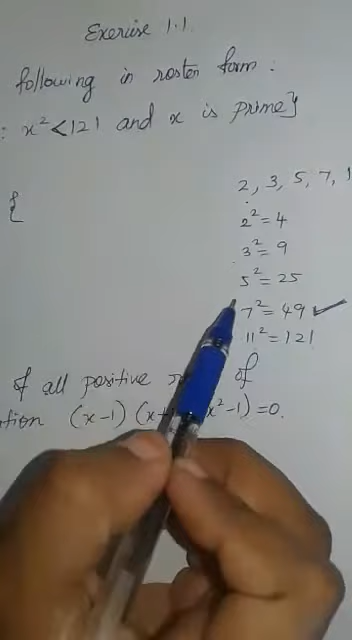 Exercise 1.1
following in roster form:
: x² < 121 and x is prime}
{
2, 3, 5, 7, 1
2² = 4
3² = 9
5² = 25
7² = 49 ✓
11² = 121
of all positive of
(x-1) (x+ x²-1) = 0.